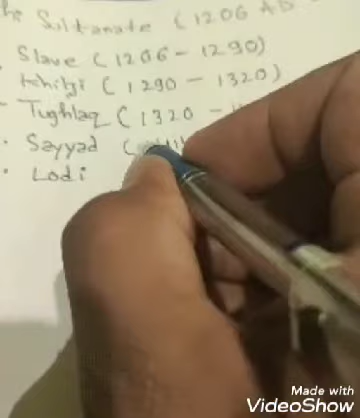 Sultanate (1206 AD
Slave (1206 - 1290)
Khilji (1290 - 1320)
Tughlaq (1320 -
Sayyad (
Lodi
Made with
VideoShow